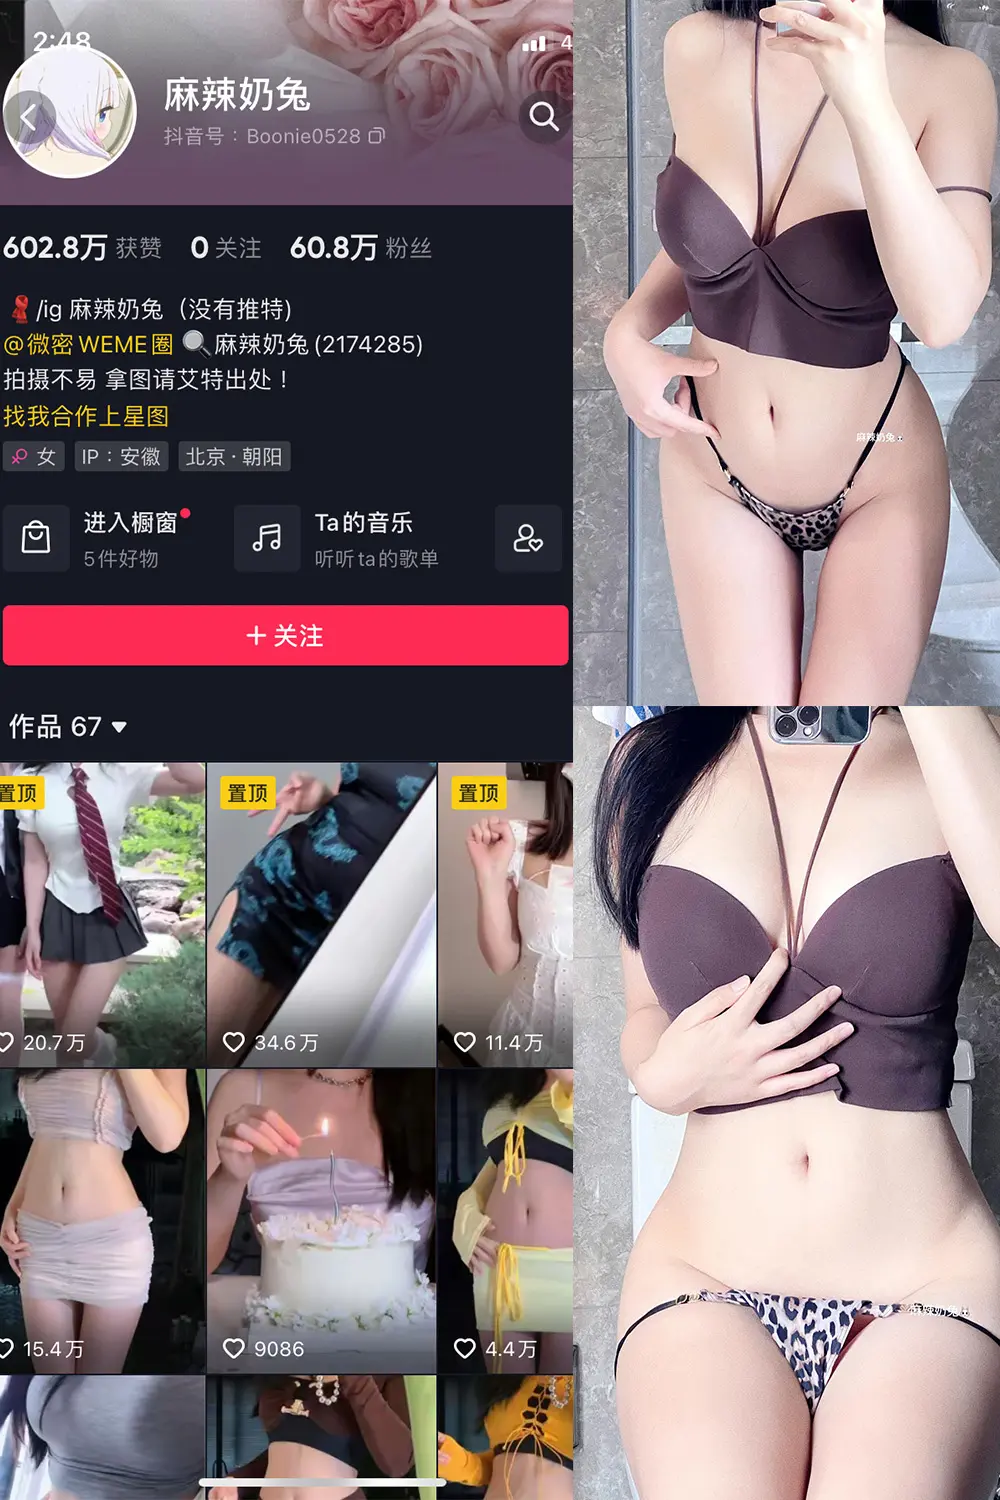 2:48
4
麻辣奶兔
抖音号：Boonie0528
602.8万 获赞 0 关注 60.8万 粉丝
/ig 麻辣奶兔（没有推特)
@微密 WEME圈 麻辣奶兔 (2174285)
拍摄不易 拿图请艾特出处！
找我合作上星图
女 IP：安徽 北京·朝阳
进入橱窗 Ta的音乐
5件好物 听听ta的歌单
+ 关注
作品 67
置顶 置顶 置顶
20.7万 34.6万 11.4万
15.4万 9086 4.4万
麻辣奶兔
麻辣奶兔